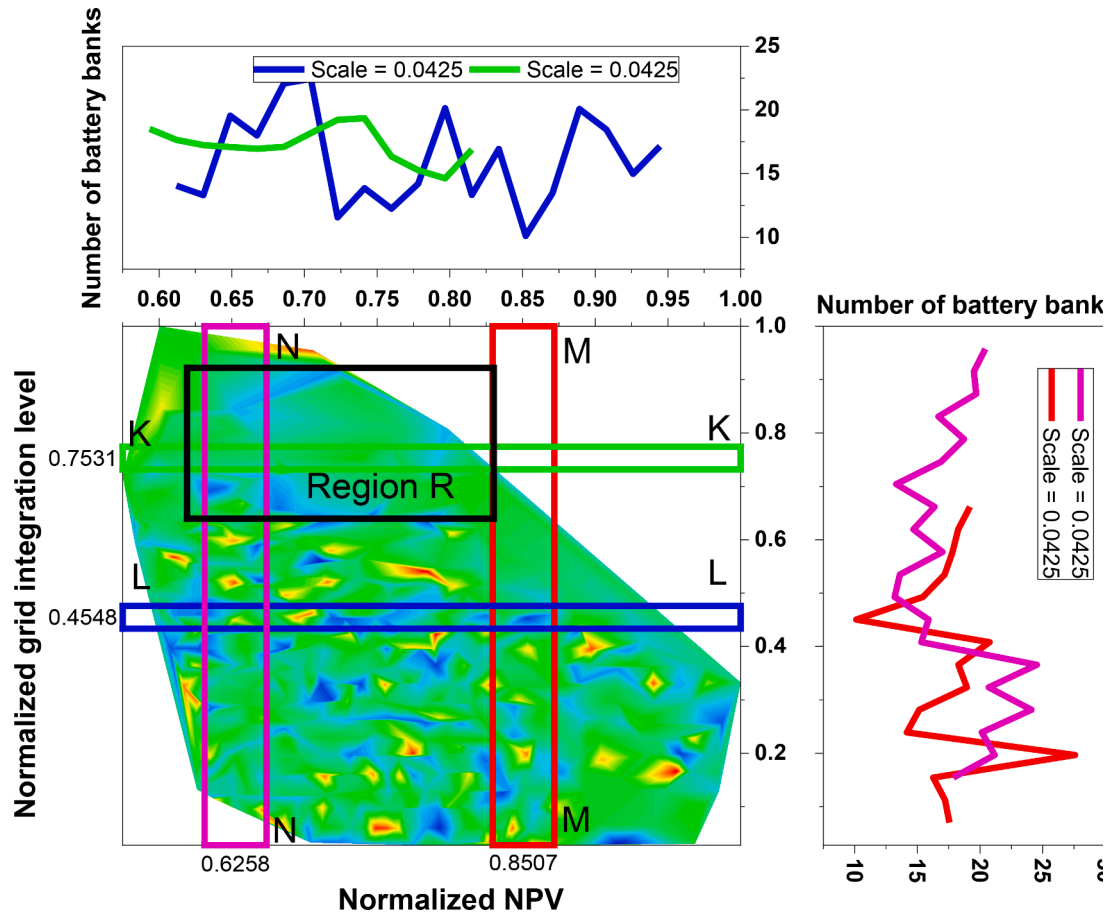 Number of battery banks
Scale = 0.0425 Scale = 0.0425
25
20
15
10
0.60 0.65 0.70 0.75 0.80 0.85 0.90 0.95 1.00
Normalized grid integration level
N M
K K
0.7531
Region R
L L
0.4548
N M
1.0
0.8
0.6
0.4
0.2
0.6258 0.8507
Normalized NPV
Number of battery bank
Scale = 0.0425
Scale = 0.0425
10 15 20 25